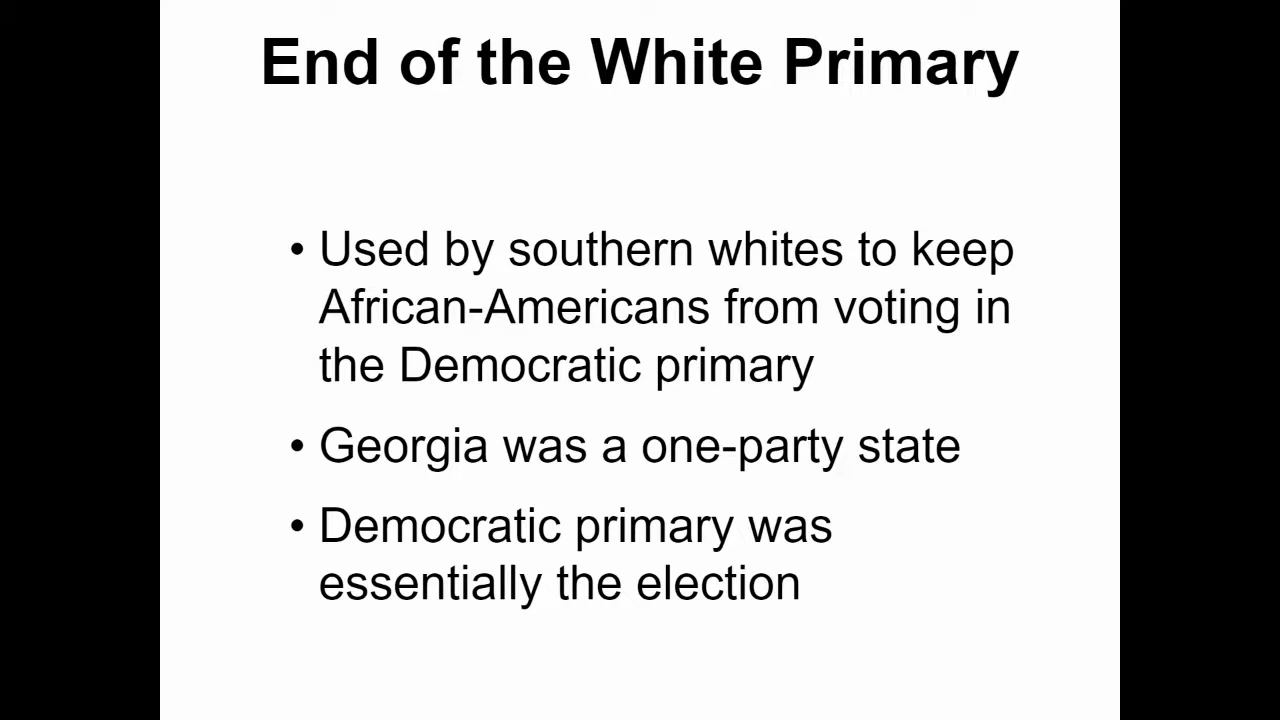 End of the White Primary
• Used by southern whites to keep
African-Americans from voting in
the Democratic primary
• Georgia was a one-party state
• Democratic primary was
essentially the election